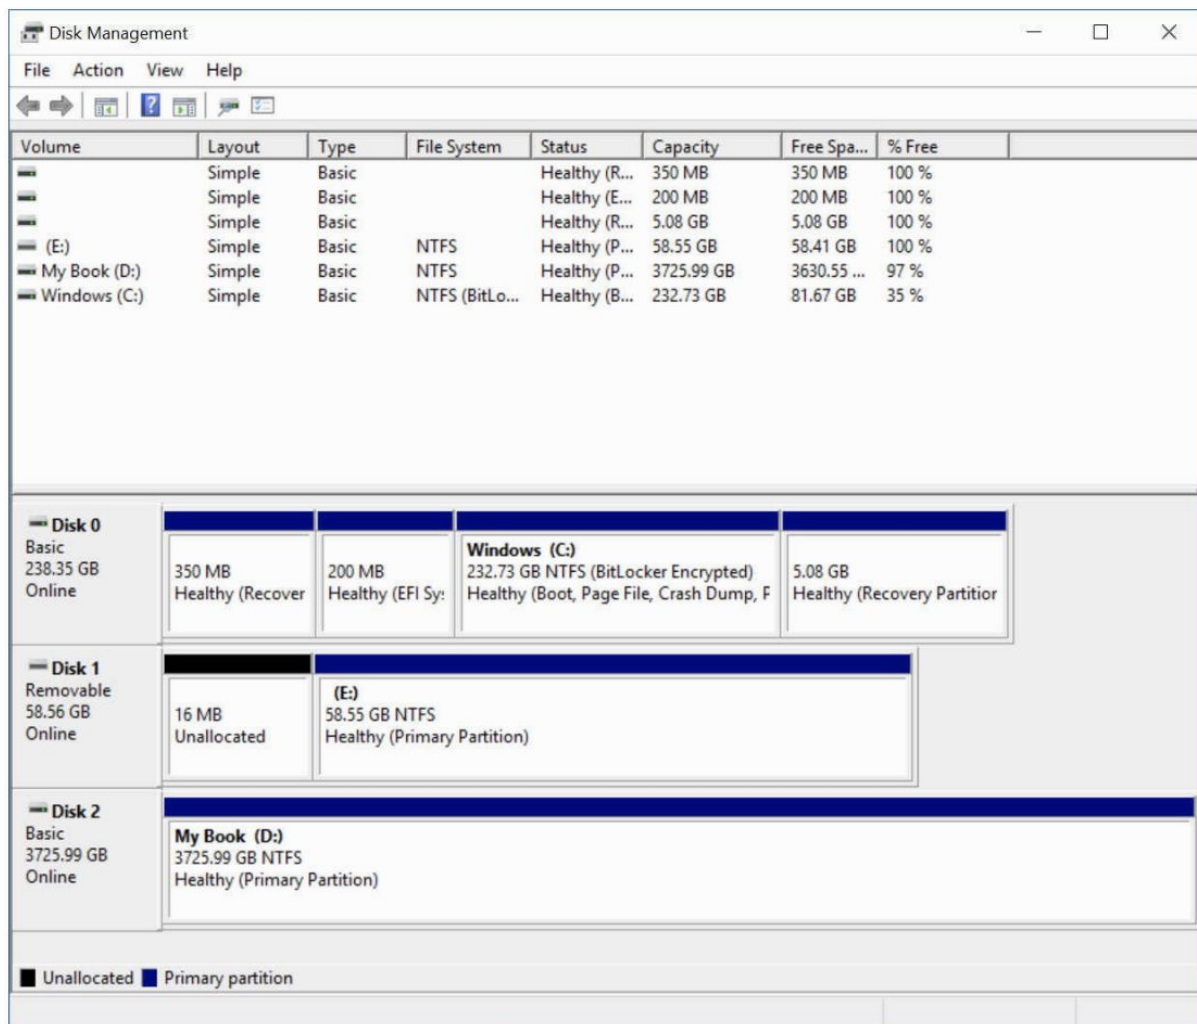 Disk Management
File Action View Help
Volume Layout Type File System Status Capacity Free Spa... % Free
Simple Basic Healthy (R... 350 MB 350 MB 100 %
Simple Basic Healthy (E... 200 MB 200 MB 100 %
Simple Basic Healthy (R... 5.08 GB 5.08 GB 100 %
(E:) Simple Basic NTFS Healthy (P... 58.55 GB 58.41 GB 100 %
My Book (D:) Simple Basic NTFS Healthy (P... 3725.99 GB 3630.55 ... 97 %
Windows (C:) Simple Basic NTFS (BitLo... Healthy (B... 232.73 GB 81.67 GB 35 %
Disk 0
Basic
238.35 GB
Online
350 MB
Healthy (Recover
200 MB
Healthy (EFI Sy:
Windows (C:)
232.73 GB NTFS (BitLocker Encrypted)
Healthy (Boot, Page File, Crash Dump, F
5.08 GB
Healthy (Recovery Partitior
Disk 1
Removable
58.56 GB
Online
16 MB
Unallocated
(E:)
58.55 GB NTFS
Healthy (Primary Partition)
Disk 2
Basic
3725.99 GB
Online
My Book (D:)
3725.99 GB NTFS
Healthy (Primary Partition)
Unallocated Primary partition